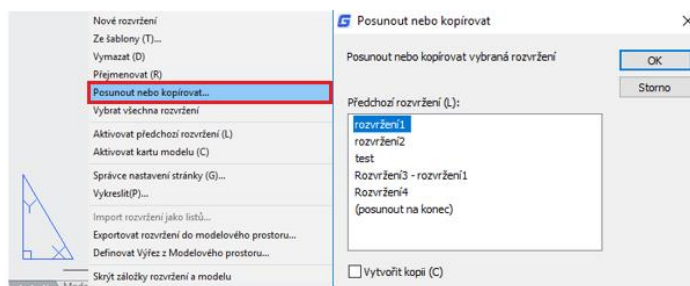 Nové rozvržení
Ze šablony (T)...
Vymazat (D)
Přejmenovat (R)
Posunout nebo kopírovat...
Vybrat všechna rozvržení
Aktivovat předchozí rozvržení (L)
Aktivovat kartu modelu (C)
Správce nastavení stránky (G)...
Vykreslit(P)...
Import rozvržení jako listů...
Exportovat rozvržení do modelového prostoru...
Definovat Výřez z Modelového prostoru...
Skrýt záložky rozvržení a modelu
Y
X
Posunout nebo kopírovat
Posunout nebo kopírovat vybraná rozvržení
OK
Storno
Předchozí rozvržení (L):
rozvržení1
rozvržení2
test
Rozvržení3 - rozvržení1
Rozvržení4
(posunout na konec)
Vytvořit kopii (C)